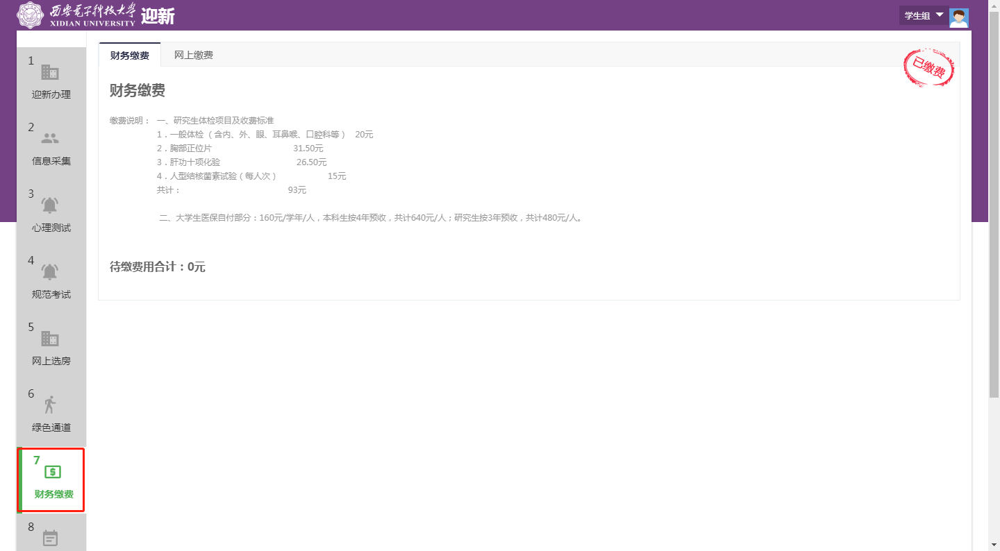 西安电子科技大学
XIDIAN UNIVERSITY
迎新
学生组
1
迎新办理
2
信息采集
3
心理测试
4
规范考试
5
网上选房
6
绿色通道
7
财务缴费
8
财务缴费 网上缴费
已缴费
财务缴费
缴费说明： 一、研究生体检项目及收费标准
1．一般体检（含内、外、眼、耳鼻喉、口腔科等） 20元
2．胸部正位片 31.50元
3．肝功十项化验 26.50元
4．人型结核菌素试验（每人次） 15元
共计： 93元
二、大学生医保自付部分：160元/学年/人，本科生按4年预收，共计640元/人；研究生按3年预收，共计480元/人。
待缴费用合计：0元